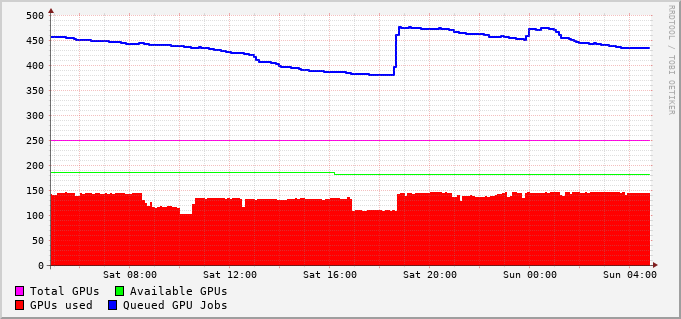 500
450
400
350
300
250
200
150
100
50
0
Sat 08:00 Sat 12:00 Sat 16:00 Sat 20:00 Sun 00:00 Sun 04:00
Total GPUs Available GPUs
GPUs used Queued GPU Jobs
RRDTOOL / TOBI OETIKER